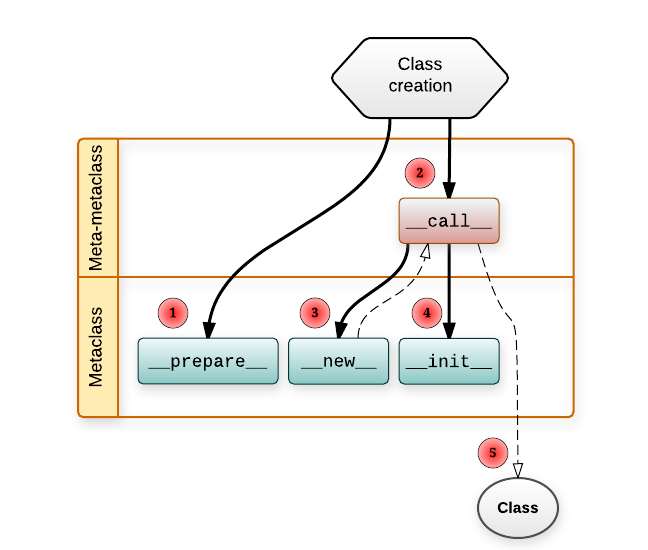 Class
creation
Meta-metaclass
2
__call__
Metaclass
1
3
4
__prepare__
__new__
__init__
5
Class